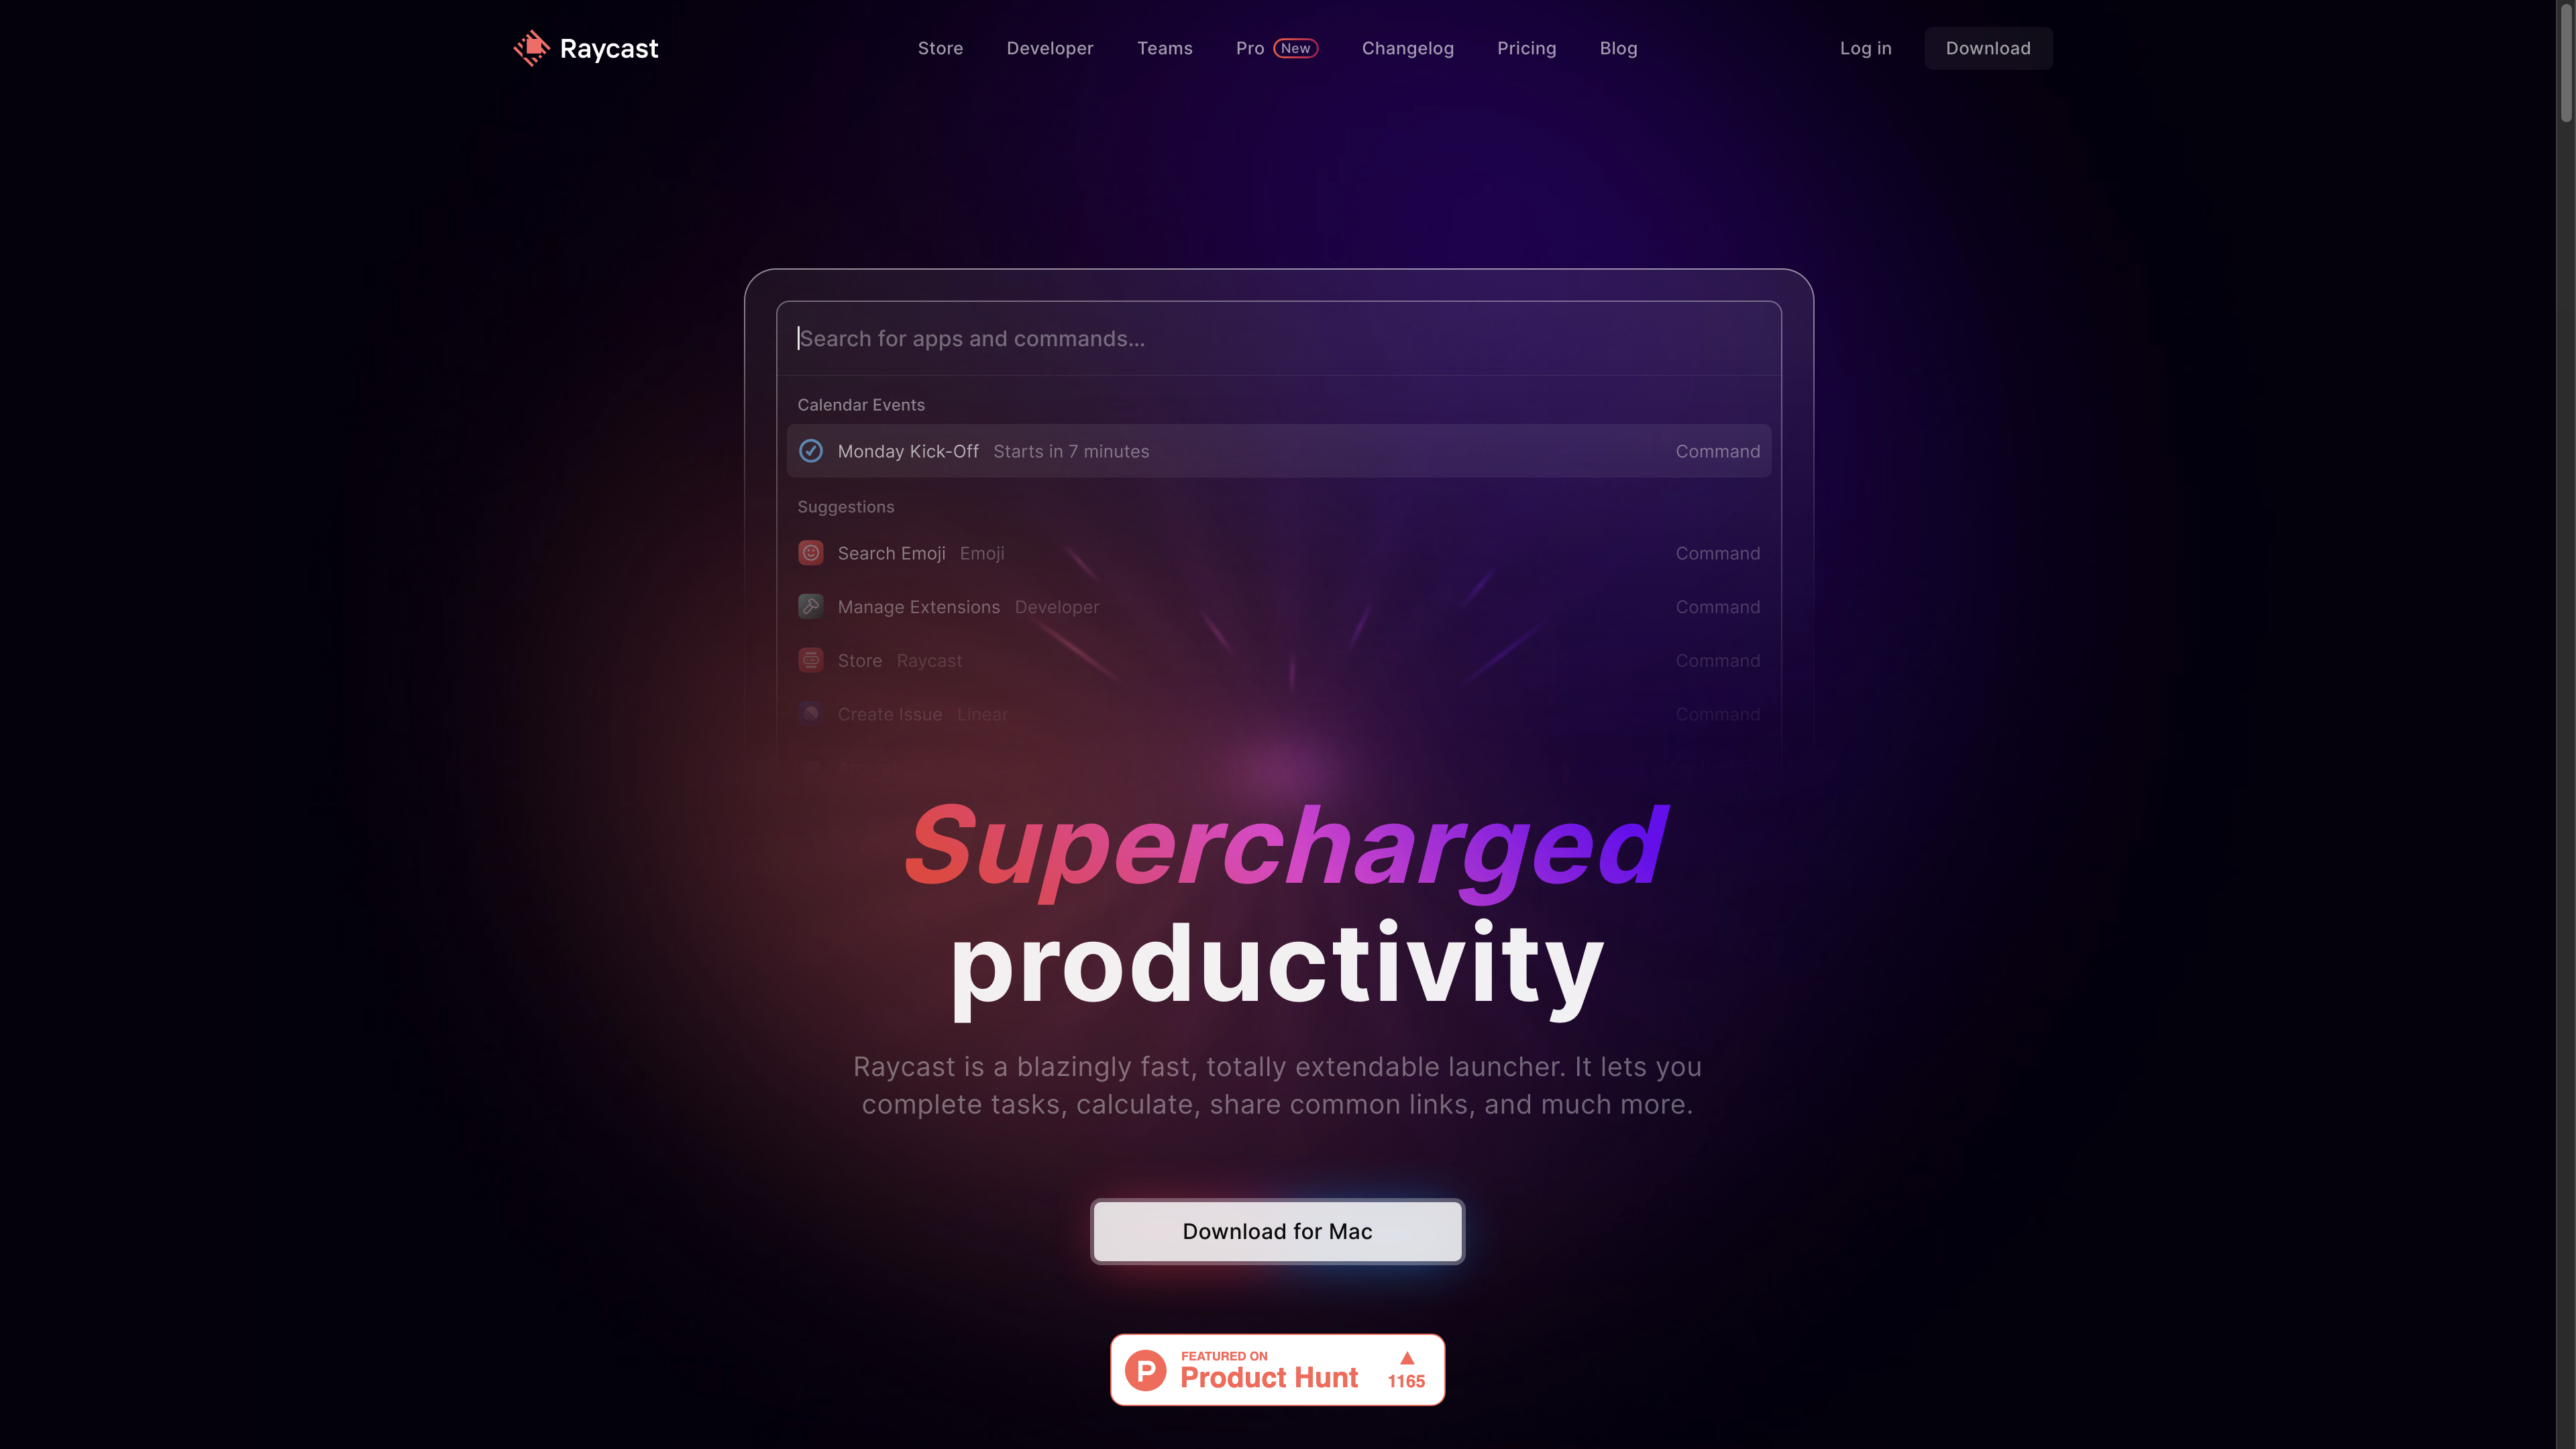 Raycast
Store
Developer
Teams
Pro New
Changelog
Pricing
Blog
Log in
Download
Search for apps and commands...
Calendar Events
Monday Kick-Off Starts in 7 minutes Command
Suggestions
Search Emoji Emoji Command
Manage Extensions Developer Command
Store Raycast Command
Create Issue Linear Command
Supercharged
productivity
Raycast is a blazingly fast, totally extendable launcher. It lets you
complete tasks, calculate, share common links, and much more.
Download for Mac
P
FEATURED ON
Product Hunt
1165